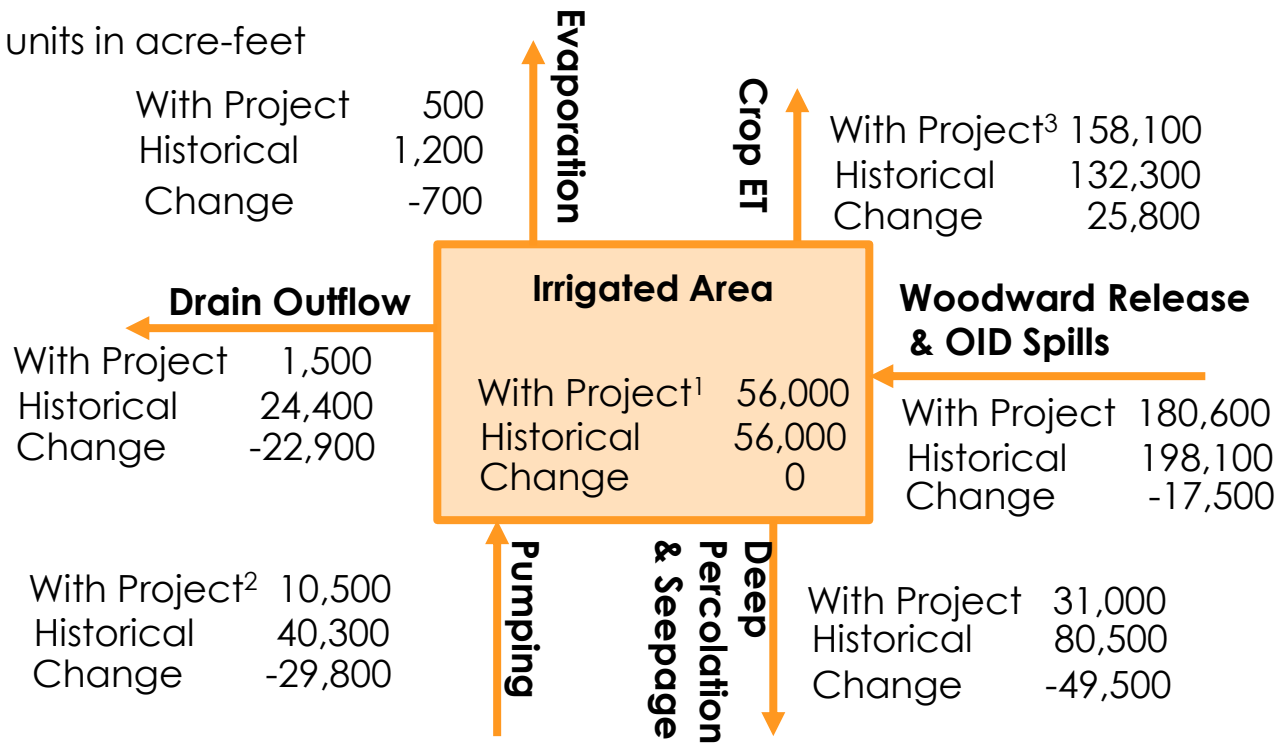 units in acre-feet
Evaporation
With Project 500
Historical 1,200
Change -700
Crop ET
With Project³ 158,100
Historical 132,300
Change 25,800
Drain Outflow
With Project 1,500
Historical 24,400
Change -22,900
Irrigated Area
With Project¹ 56,000
Historical 56,000
Change 0
Woodward Release
& OID Spills
With Project 180,600
Historical 198,100
Change -17,500
With Project² 10,500
Historical 40,300
Change -29,800
Pumping
Deep
Percolation
& Seepage
With Project 31,000
Historical 80,500
Change -49,500